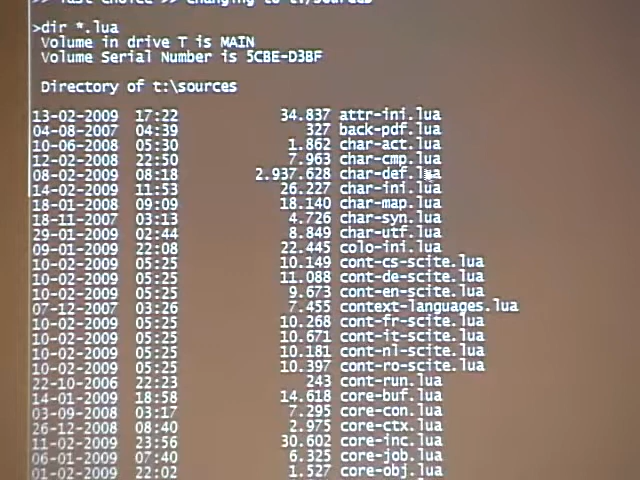 >> fast choice >> changing to t:/sources
>dir *.lua
Volume in drive T is MAIN
Volume Serial Number is 5CBE-D3BF
Directory of t:\sources
13-02-2009 17:22 34.837 attr-ini.lua
04-08-2007 04:39 327 back-pdf.lua
10-06-2008 05:30 1.862 char-act.lua
12-02-2008 22:50 7.963 char-cmp.lua
08-02-2009 08:18 2.937.628 char-def.lua
14-02-2009 11:53 26.227 char-ini.lua
18-01-2008 09:09 18.140 char-map.lua
18-11-2007 03:13 4.726 char-syn.lua
29-01-2009 02:44 8.849 char-utf.lua
09-01-2009 22:08 22.445 colo-ini.lua
10-02-2009 05:25 10.149 cont-cs-scite.lua
10-02-2009 05:25 11.088 cont-de-scite.lua
10-02-2009 05:25 9.673 cont-en-scite.lua
07-12-2007 03:26 7.455 context-languages.lua
10-02-2009 05:25 10.268 cont-fr-scite.lua
10-02-2009 05:25 10.671 cont-it-scite.lua
10-02-2009 05:25 10.181 cont-nl-scite.lua
10-02-2009 05:25 10.397 cont-ro-scite.lua
22-10-2006 22:23 243 cont-run.lua
14-01-2009 18:58 14.618 core-buf.lua
03-09-2008 03:17 7.295 core-con.lua
26-12-2008 08:40 2.975 core-ctx.lua
11-02-2009 23:56 30.602 core-inc.lua
06-01-2009 07:40 6.325 core-job.lua
01-02-2009 22:02 1.527 core-obj.lua